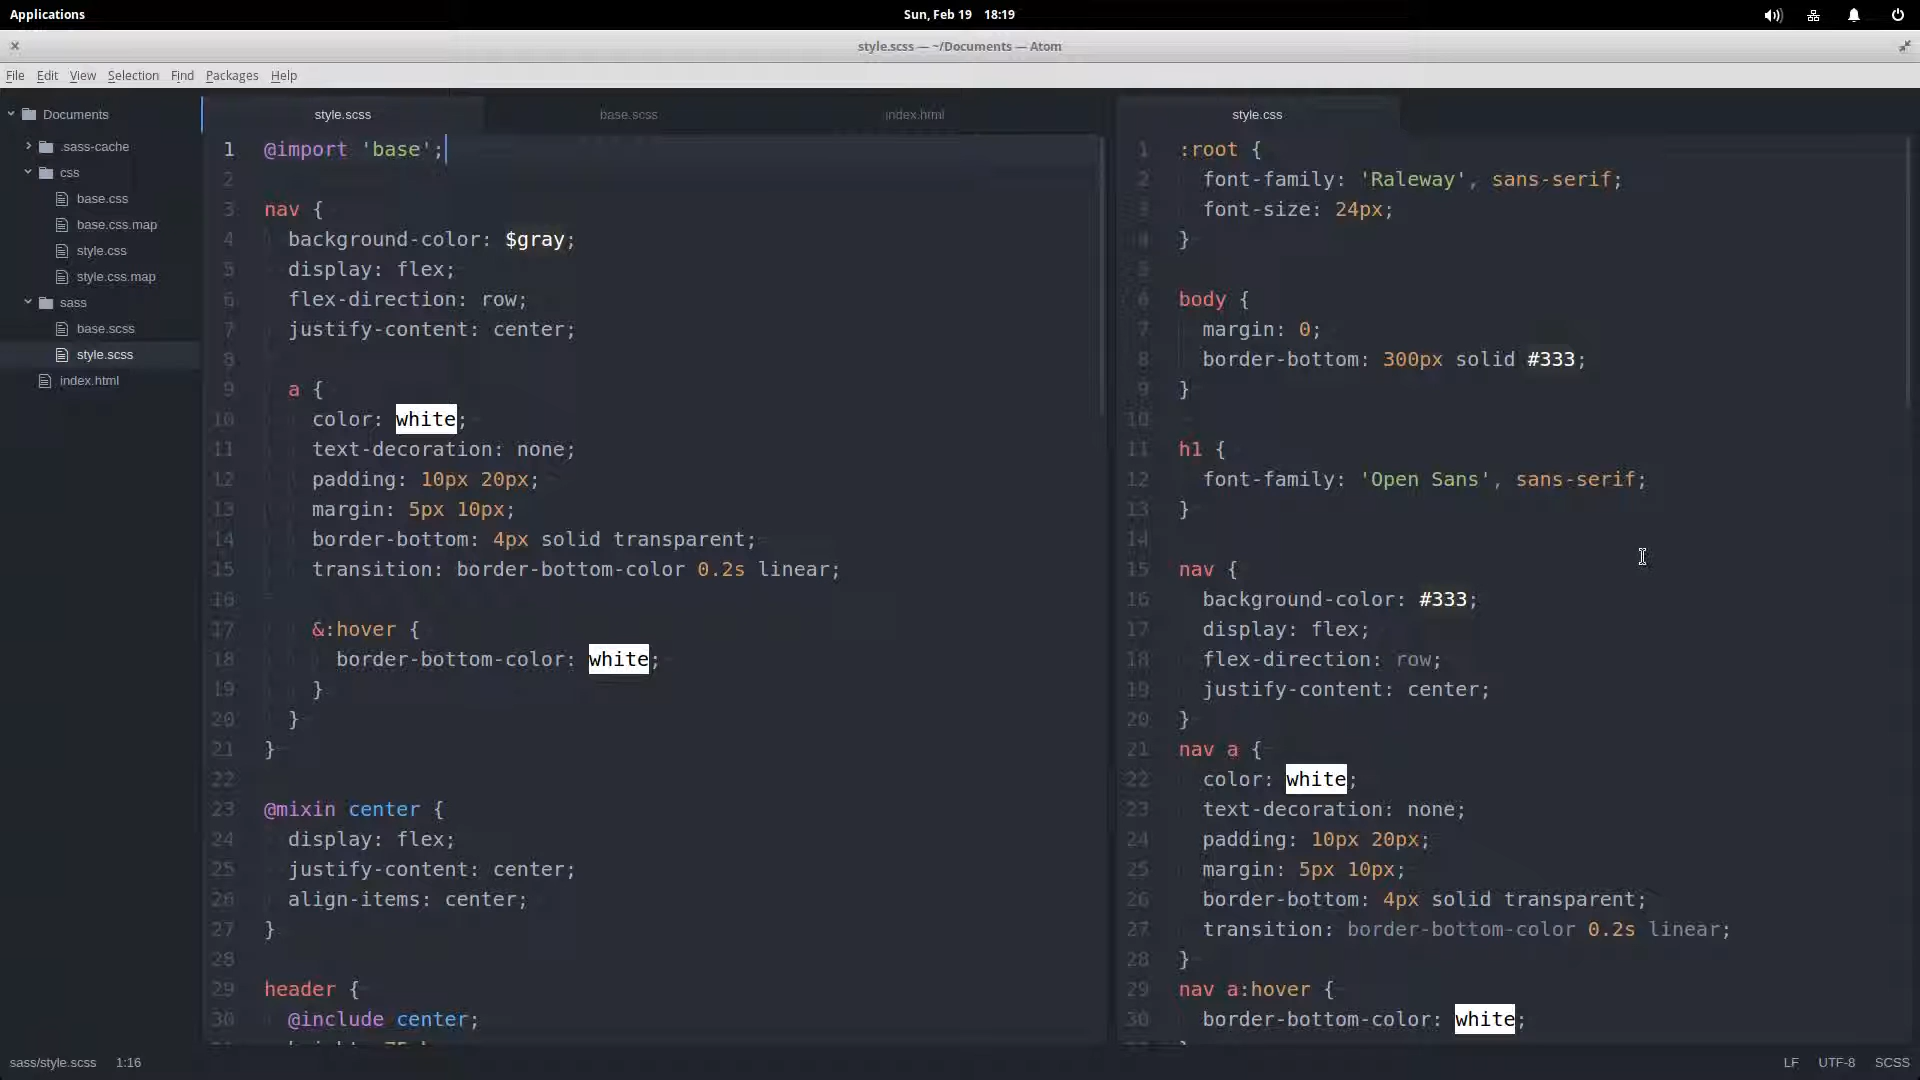 Applications
Sun, Feb 19 18:19
style.scss — ~/Documents — Atom
File Edit View Selection Find Packages Help
Documents
.sass-cache
css
base.css
base.css.map
style.css
style.css.map
sass
base.scss
style.scss
index.html
style.scss
base.scss
index.html
1 @import 'base';
2
3 nav {
4 background-color: $gray;
5 display: flex;
6 flex-direction: row;
7 justify-content: center;
8
9 a {
10 color: white;
11 text-decoration: none;
12 padding: 10px 20px;
13 margin: 5px 10px;
14 border-bottom: 4px solid transparent;
15 transition: border-bottom-color 0.2s linear;
16
17 &:hover {
18 border-bottom-color: white;
19 }
20 }
21 }
22
23 @mixin center {
24 display: flex;
25 justify-content: center;
26 align-items: center;
27 }
28
29 header {
30 @include center;
style.css
1 :root {
2 font-family: 'Raleway', sans-serif;
3 font-size: 24px;
4 }
5
6 body {
7 margin: 0;
8 border-bottom: 300px solid #333;
9 }
10
11 h1 {
12 font-family: 'Open Sans', sans-serif;
13 }
14
15 nav {
16 background-color: #333;
17 display: flex;
18 flex-direction: row;
19 justify-content: center;
20 }
21 nav a {
22 color: white;
23 text-decoration: none;
24 padding: 10px 20px;
25 margin: 5px 10px;
26 border-bottom: 4px solid transparent;
27 transition: border-bottom-color 0.2s linear;
28 }
29 nav a:hover {
30 border-bottom-color: white;
sass/style.scss 1:16
LF UTF-8 SCSS